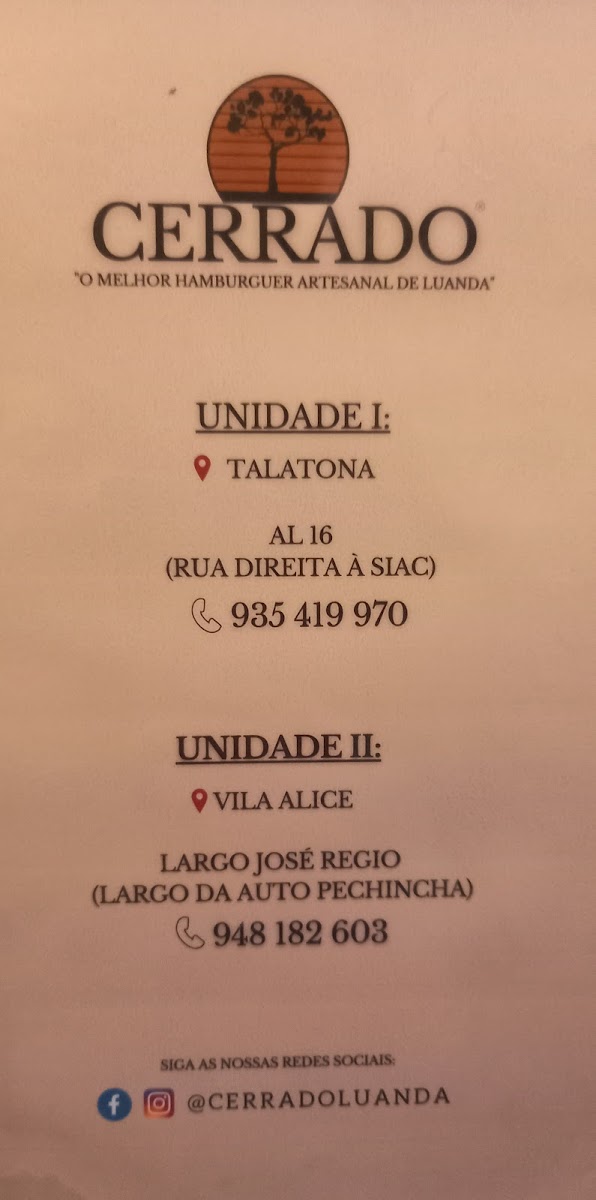 CERRADO®
"O MELHOR HAMBURGUER ARTESANAL DE LUANDA"
UNIDADE I:
TALATONA
AL 16
(RUA DIREITA À SIAC)
935 419 970
UNIDADE II:
VILA ALICE
LARGO JOSÉ REGIO
(LARGO DA AUTO PECHINCHA)
948 182 603
SIGA AS NOSSAS REDES SOCIAIS:
@CERRADOLUANDA